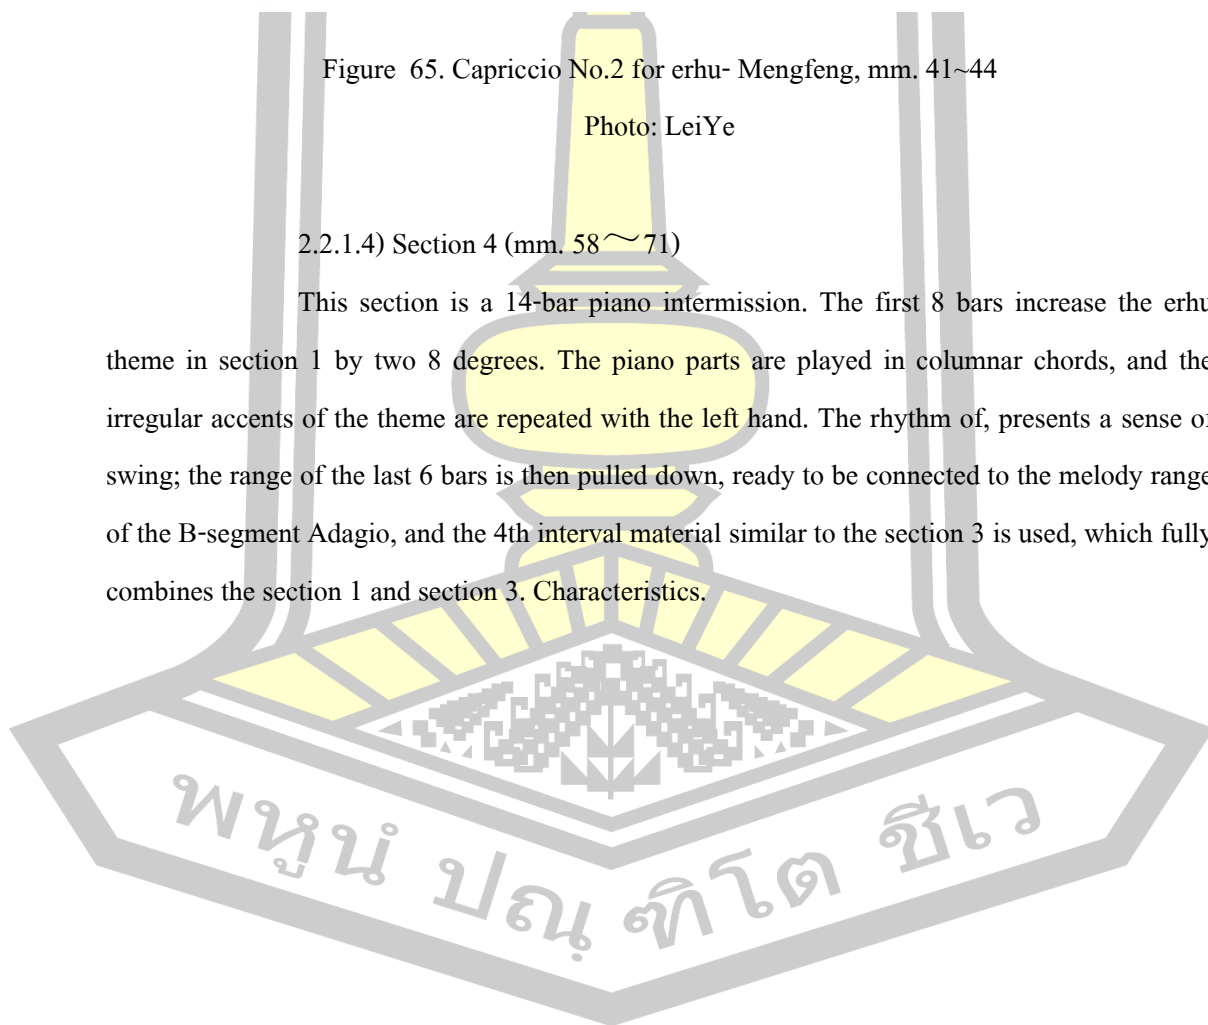 Figure 65. Capriccio No.2 for erhu- Mengfeng, mm. 41~44
Photo: LeiYe
2.2.1.4) Section 4 (mm. 58～71)
This section is a 14-bar piano intermission. The first 8 bars increase the erhu
theme in section 1 by two 8 degrees. The piano parts are played in columnar chords, and the
irregular accents of the theme are repeated with the left hand. The rhythm of, presents a sense of
swing; the range of the last 6 bars is then pulled down, ready to be connected to the melody range
of the B-segment Adagio, and the 4th interval material similar to the section 3 is used, which fully
combines the section 1 and section 3. Characteristics.
พหูนํ ปณฺฑิโต ชีเว